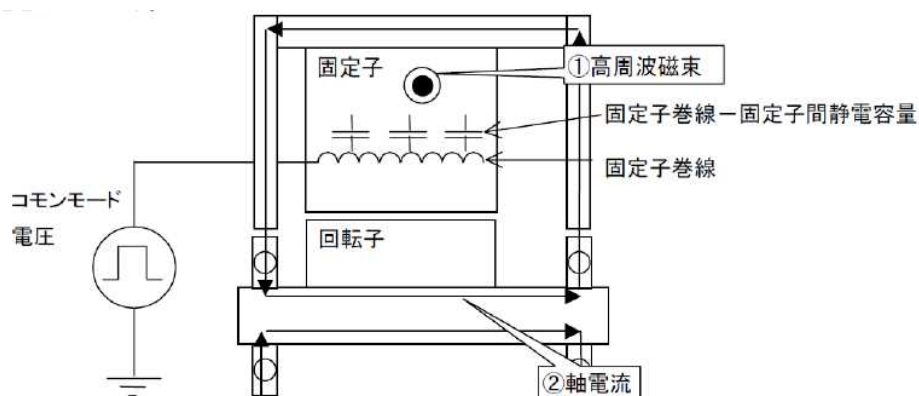 固定子
①高周波磁束
固定子巻線－固定子間静電容量
固定子巻線
コモンモード
電圧
回転子
②軸電流